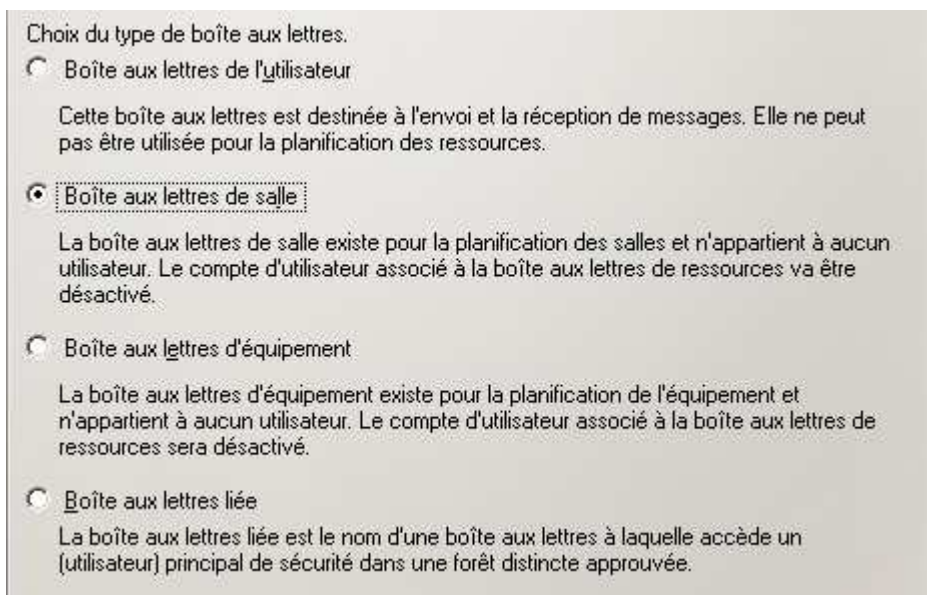 Choix du type de boîte aux lettres.
Boîte aux lettres de l'utilisateur
Cette boîte aux lettres est destinée à l'envoi et la réception de messages. Elle ne peut
pas être utilisée pour la planification des ressources.
Boîte aux lettres de salle
La boîte aux lettres de salle existe pour la planification des salles et n'appartient à aucun
utilisateur. Le compte d'utilisateur associé à la boîte aux lettres de ressources va être
désactivé.
Boîte aux lettres d'équipement
La boîte aux lettres d'équipement existe pour la planification de l'équipement et
n'appartient à aucun utilisateur. Le compte d'utilisateur associé à la boîte aux lettres de
ressources sera désactivé.
Boîte aux lettres liée
La boîte aux lettres liée est le nom d'une boîte aux lettres à laquelle accède un
(utilisateur) principal de sécurité dans une forêt distincte approuvée.